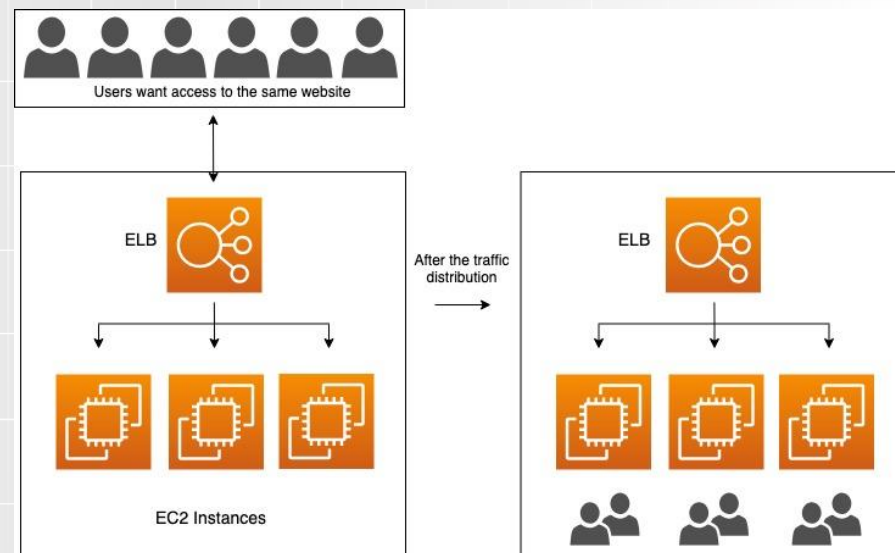 Users want access to the same website
ELB
EC2 Instances
After the traffic
distribution
ELB